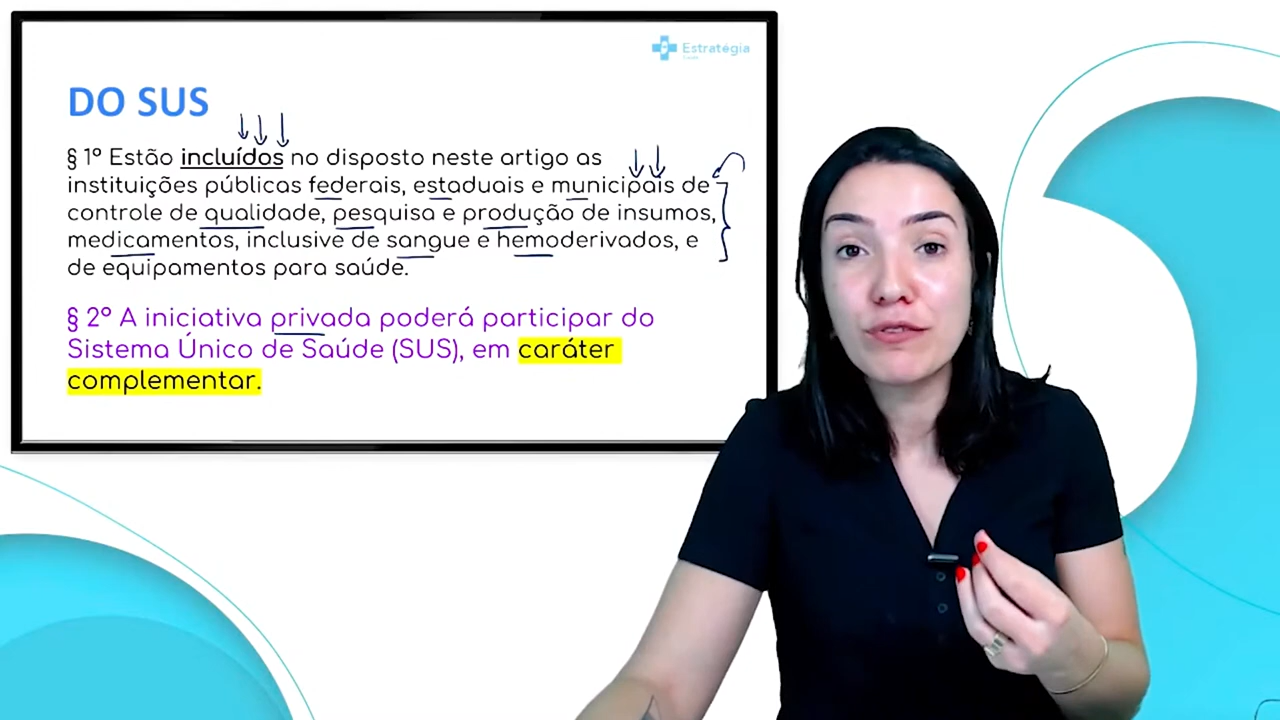 Estratégia
DO SUS
§ 1º Estão incluídos no disposto neste artigo as
instituições públicas federais, estaduais e municipais de
controle de qualidade, pesquisa e produção de insumos,
medicamentos, inclusive de sangue e hemoderivados, e
de equipamentos para saúde.
§ 2º A iniciativa privada poderá participar do
Sistema Único de Saúde (SUS), em caráter
complementar.